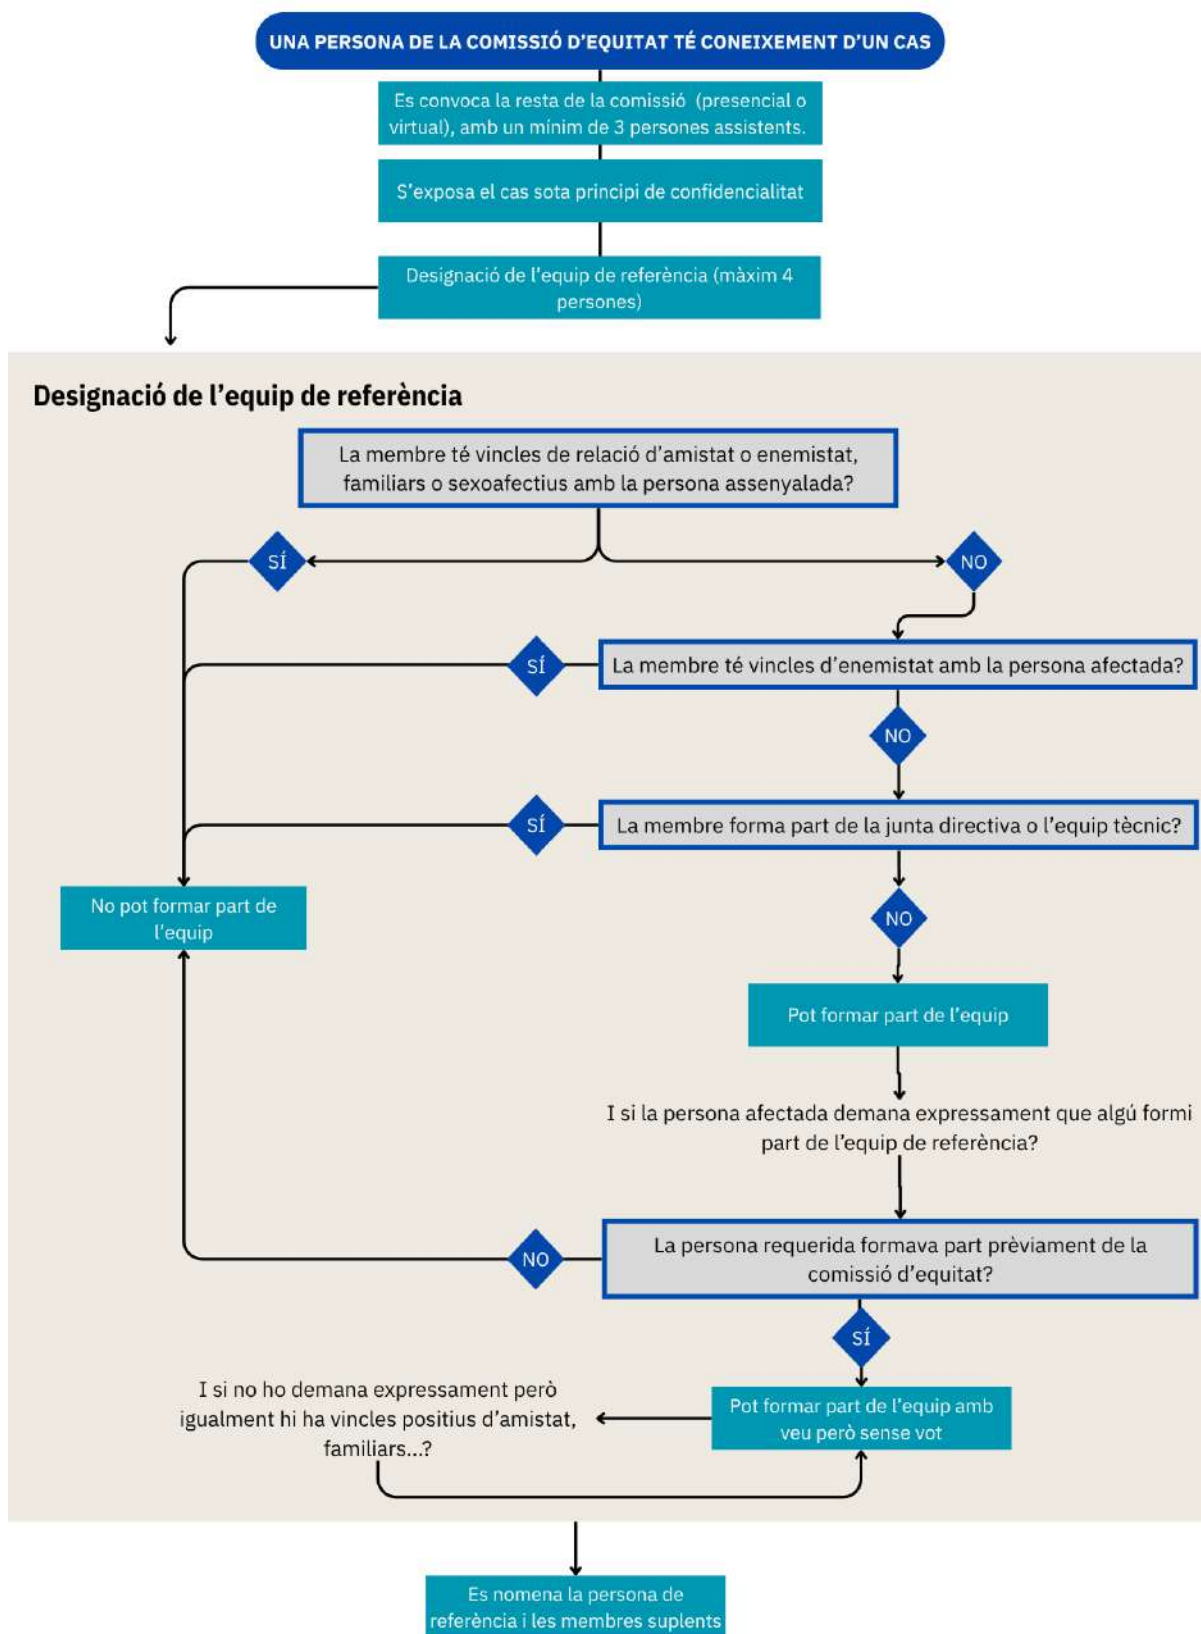 UNA PERSONA DE LA COMISSIÓ D'EQUITAT TÉ CONEIXEMENT D'UN CAS
Es convoca la resta de la comissió (presencial o
virtual), amb un mínim de 3 persones assistents.
S'exposa el cas sota principi de confidencialitat
Designació de l'equip de referència (màxim 4
persones)
Designació de l'equip de referència
La membre té vincles de relació d'amistat o enemistat,
familiars o sexoafectius amb la persona assenyalada?
SÍ
NO
La membre té vincles d'enemistat amb la persona afectada?
SÍ
NO
La membre forma part de la junta directiva o l'equip tècnic?
SÍ
No pot formar part de
l'equip
NO
Pot formar part de l'equip
I si la persona afectada demana expressament que algú formi
part de l'equip de referència?
La persona requerida formava part prèviament de la
comissió d'equitat?
NO
SÍ
Pot formar part de l'equip amb
veu però sense vot
I si no ho demana expressament però
igualment hi ha vincles positius d'amistat,
familiars...?
Es nomena la persona de
referència i les membres suplents